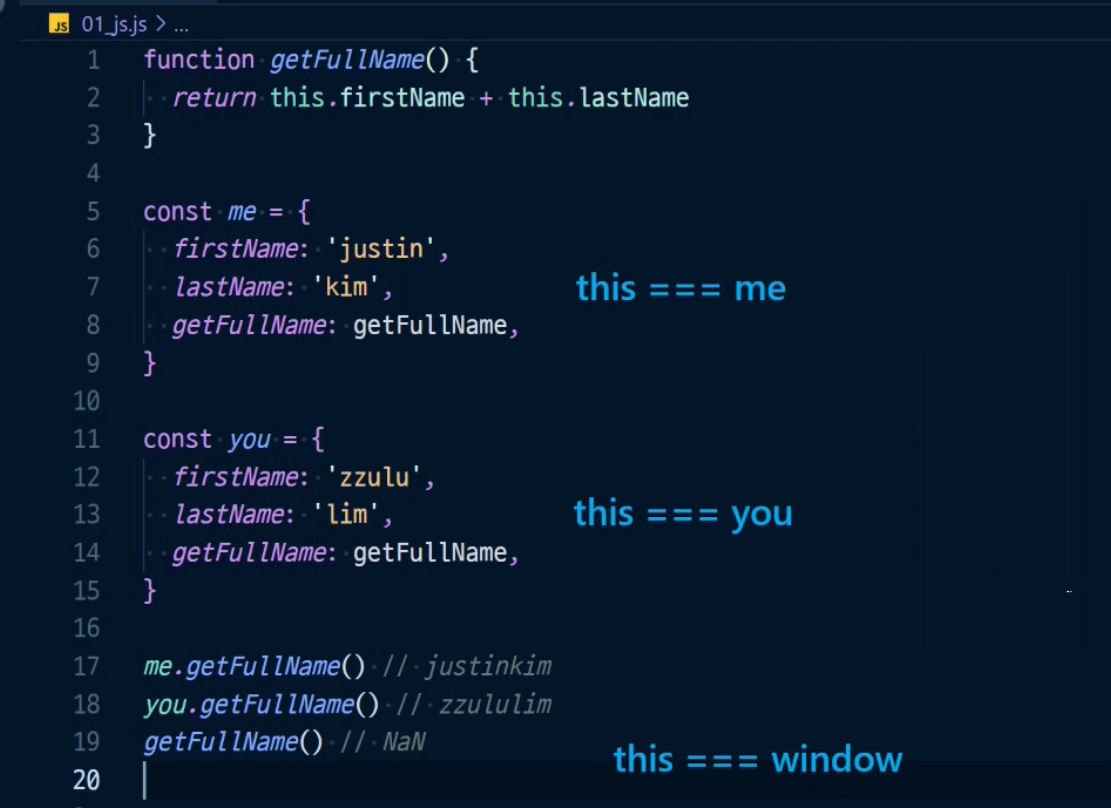 JS 01_js.js > ...
1 function getFullName() {
2   return this.firstName + this.lastName
3 }
4
5 const me = {
6   firstName: 'justin',
7   lastName: 'kim', this === me
8   getFullName: getFullName,
9 }
10
11 const you = {
12   firstName: 'zzulu',
13   lastName: 'lim', this === you
14   getFullName: getFullName,
15 }
16
17 me.getFullName() // justinkim
18 you.getFullName() // zzululim
19 getFullName() // NaN
this === window
20